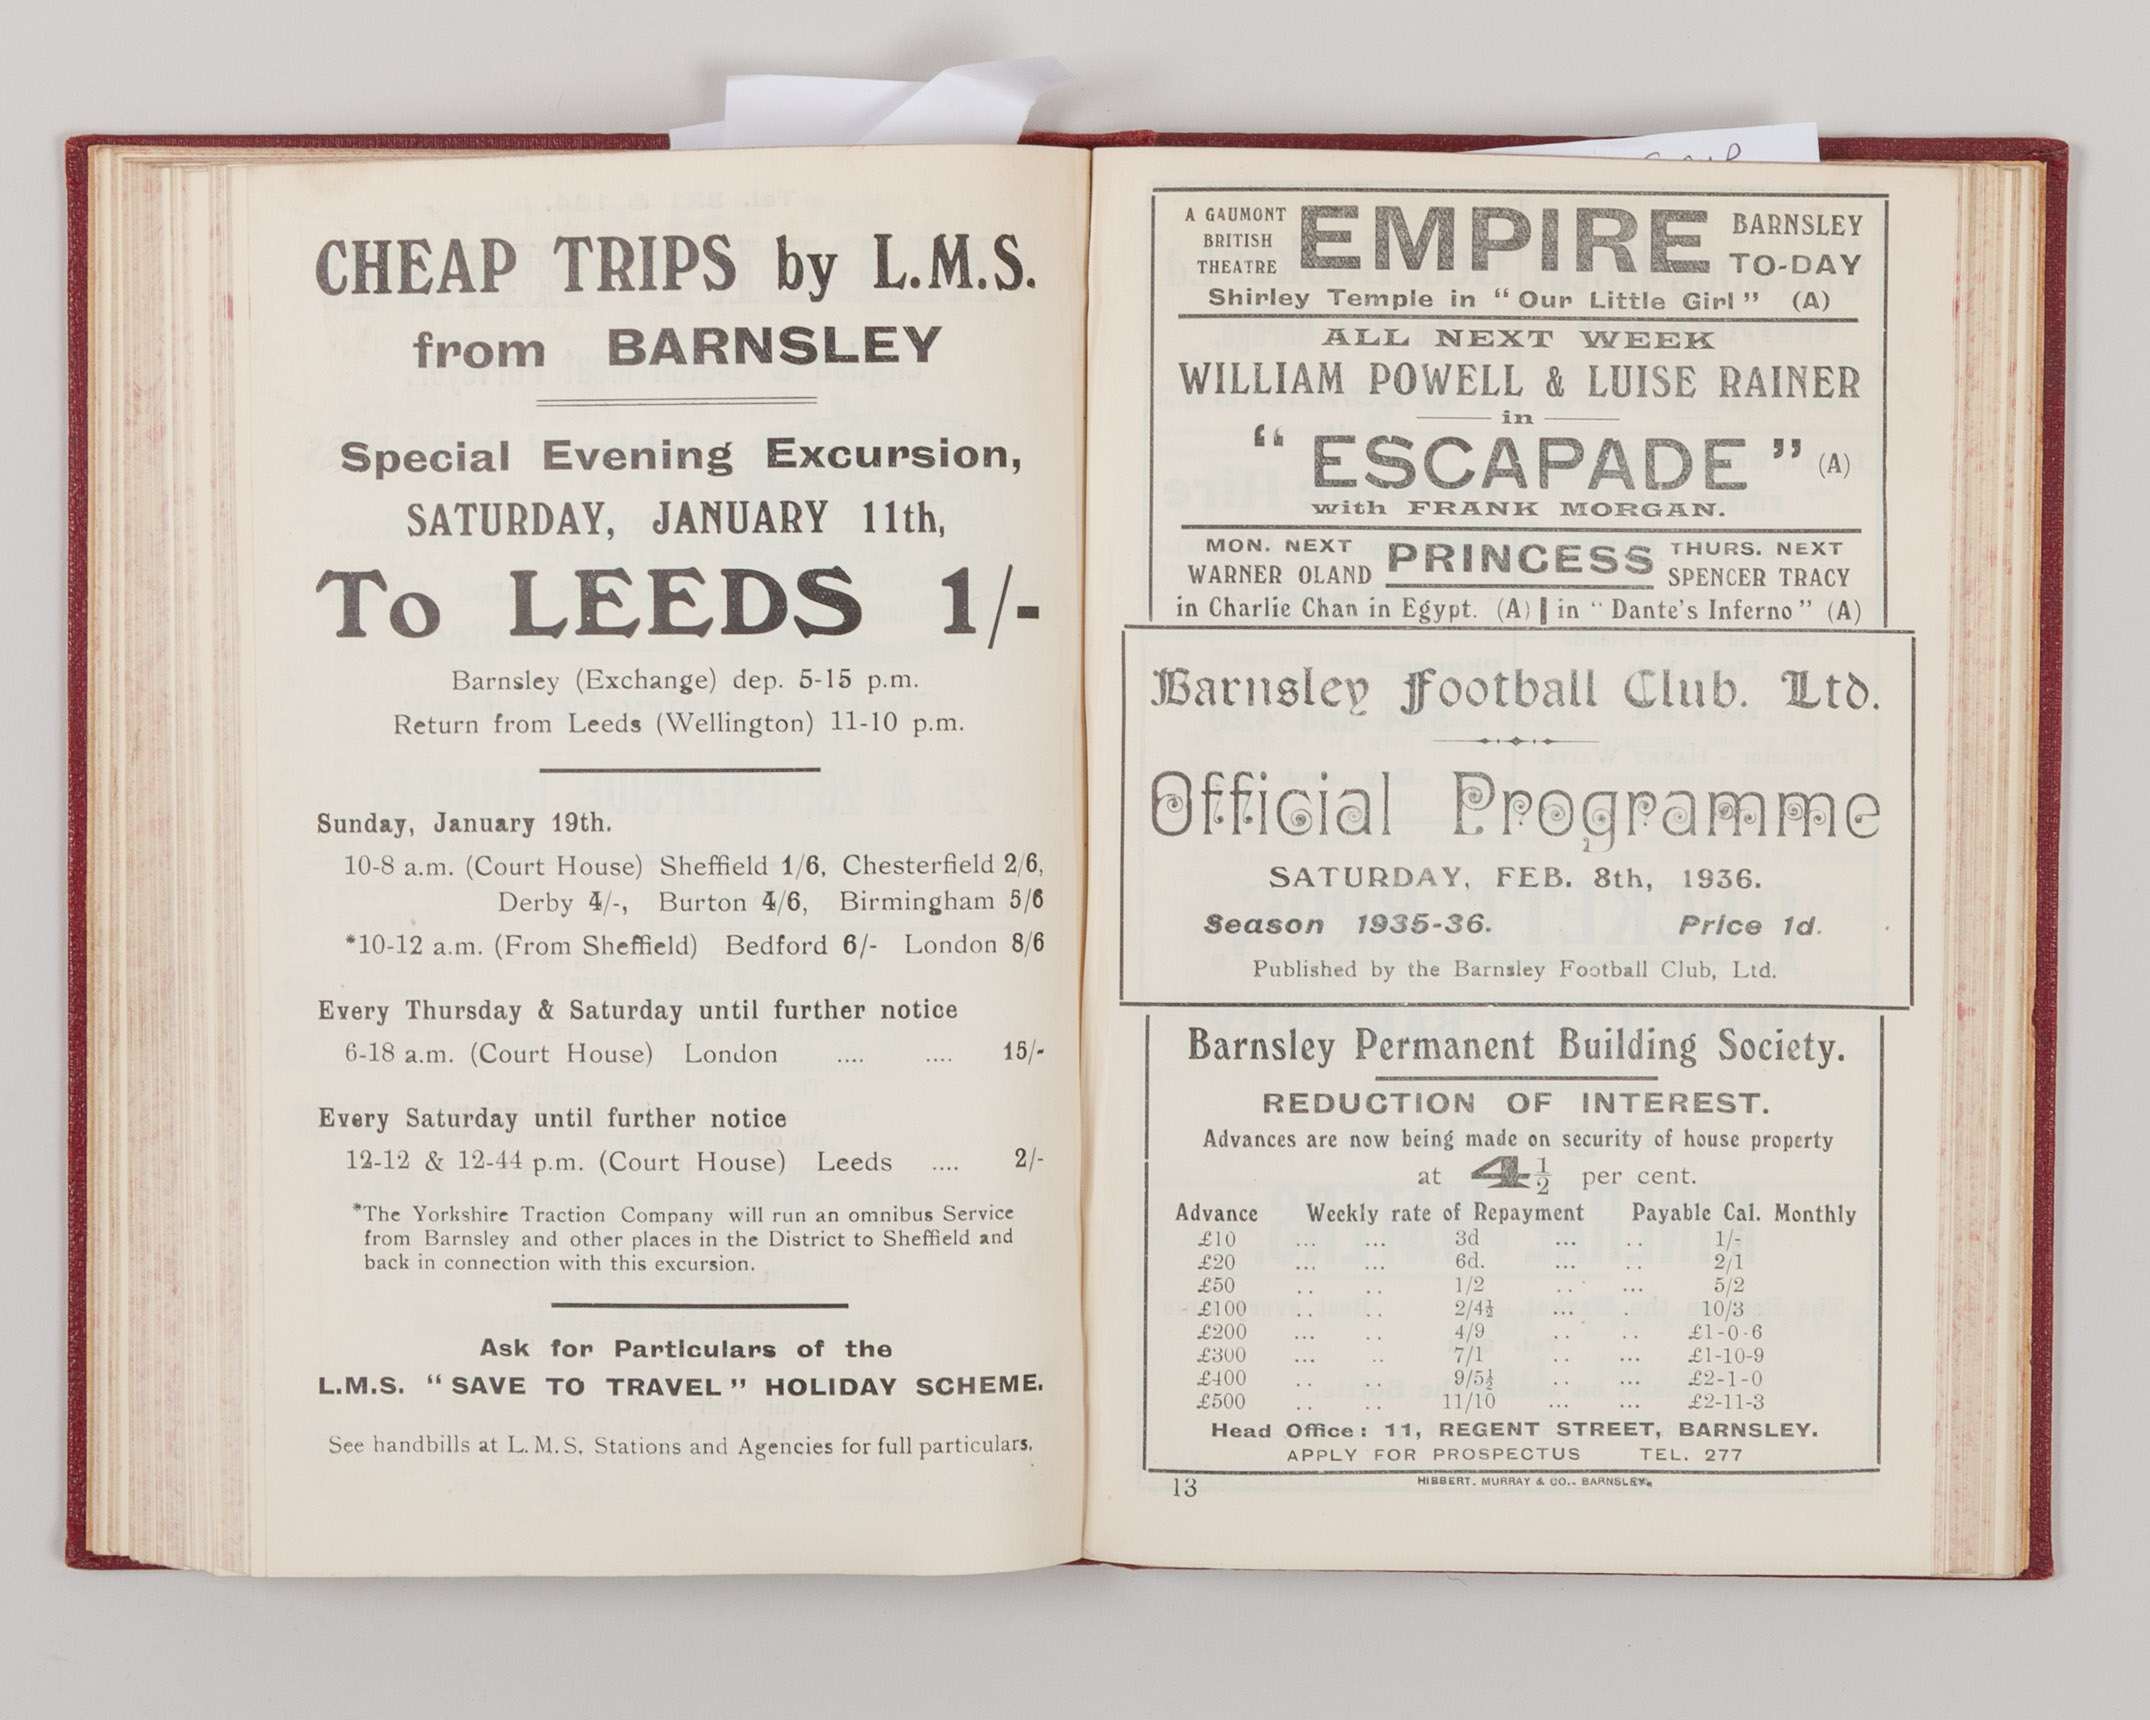 CHEAP TRIPS by L.M.S.
from BARNSLEY
Special Evening Excursion,
SATURDAY, JANUARY 11th,
To LEEDS 1/-
Barnsley (Exchange) dep. 5-15 p.m.
Return from Leeds (Wellington) 11-10 p.m.
Sunday, January 19th.
10-8 a.m. (Court House) Sheffield 1/6, Chesterfield 2/6,
Derby 4/-, Burton 4/6, Birmingham 5/6
*10-12 a.m. (From Sheffield) Bedford 6/- London 8/6
Every Thursday & Saturday until further notice
6-18 a.m. (Court House) London .... .... 15/-
Every Saturday until further notice
12-12 & 12-44 p.m. (Court House) Leeds .... 2/-
*The Yorkshire Traction Company will run an omnibus Service
from Barnsley and other places in the District to Sheffield and
back in connection with this excursion.
Ask for Particulars of the
L.M.S. "SAVE TO TRAVEL" HOLIDAY SCHEME.
See handbills at L.M.S. Stations and Agencies for full particulars.
A GAUMONT BRITISH THEATRE EMPIRE BARNSLEY TO-DAY
Shirley Temple in "Our Little Girl" (A)
ALL NEXT WEEK
WILLIAM POWELL & LUISE RAINER
in
"ESCAPADE" (A)
with FRANK MORGAN.
MON. NEXT PRINCESS THURS. NEXT
WARNER OLAND SPENCER TRACY
in Charlie Chan in Egypt. (A) in "Dante's Inferno" (A)
Barnsley Football Club. Ltd.
Official Programme
SATURDAY, FEB. 8th, 1936.
Season 1935-36. Price 1d.
Published by the Barnsley Football Club, Ltd.
Barnsley Permanent Building Society.
REDUCTION OF INTEREST.
Advances are now being made on security of house property
at 4½ per cent.
Advance Weekly rate of Repayment Payable Cal. Monthly
£10 ... ... 3d ... .. 1/-
£20 ... ... 6d. ... .. 2/1
£50 .. .. 1/2 .. ... 5/2
£100 .. .. 2/4½ ... . 10/3
£200 ... .. 4/9 .. .. £1-0-6
£300 ... .. 7/1 .. ... £1-10-9
£400 .. .. 9/5½ .. ... £2-1-0
£500 .. .. 11/10 ... ... £2-11-3
Head Office: 11, REGENT STREET, BARNSLEY.
APPLY FOR PROSPECTUS TEL. 277
13 HIBBERT, MURRAY & CO., BARNSLEY.